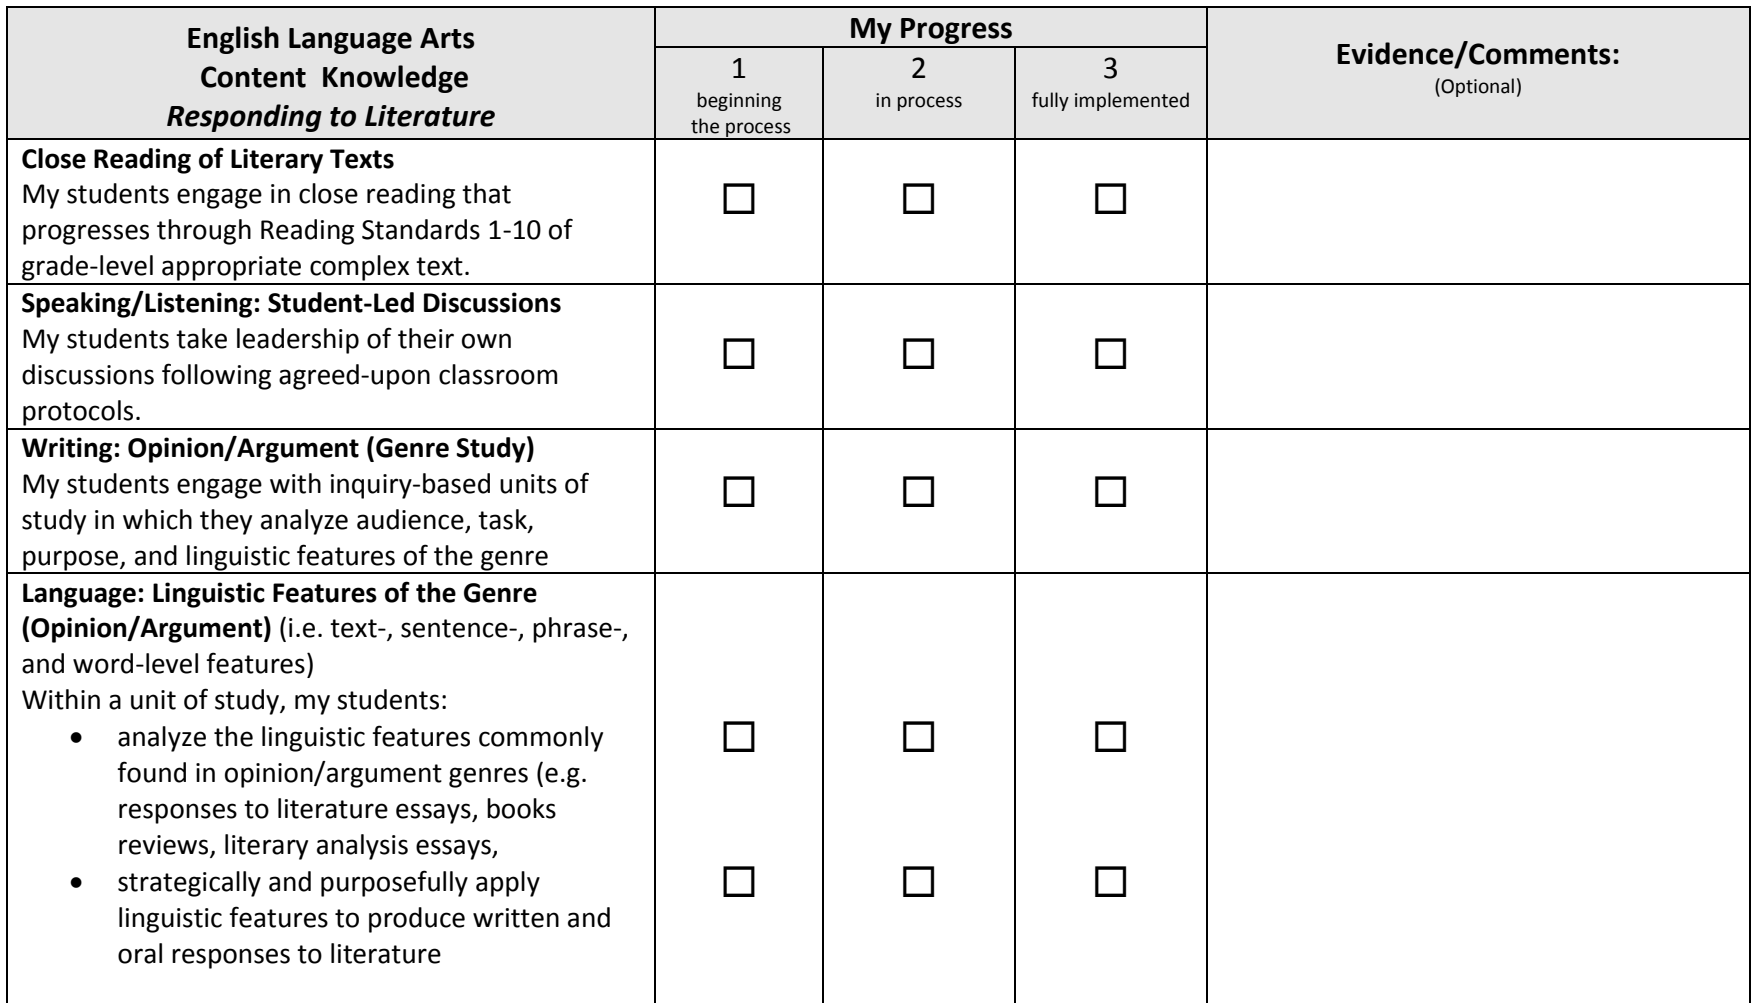 English Language Arts
Content Knowledge
Responding to Literature
My Progress
1
beginning
the process
2
in process
3
fully implemented
Evidence/Comments:
(Optional)
Close Reading of Literary Texts
My students engage in close reading that
progresses through Reading Standards 1-10 of
grade-level appropriate complex text.
☐ ☐ ☐
Speaking/Listening: Student-Led Discussions
My students take leadership of their own
discussions following agreed-upon classroom
protocols.
☐ ☐ ☐
Writing: Opinion/Argument (Genre Study)
My students engage with inquiry-based units of
study in which they analyze audience, task,
purpose, and linguistic features of the genre
☐ ☐ ☐
Language: Linguistic Features of the Genre
(Opinion/Argument) (i.e. text-, sentence-, phrase-,
and word-level features)
Within a unit of study, my students:
• analyze the linguistic features commonly
found in opinion/argument genres (e.g.
responses to literature essays, books
reviews, literary analysis essays,
☐ ☐ ☐
• strategically and purposefully apply
linguistic features to produce written and
oral responses to literature
☐ ☐ ☐